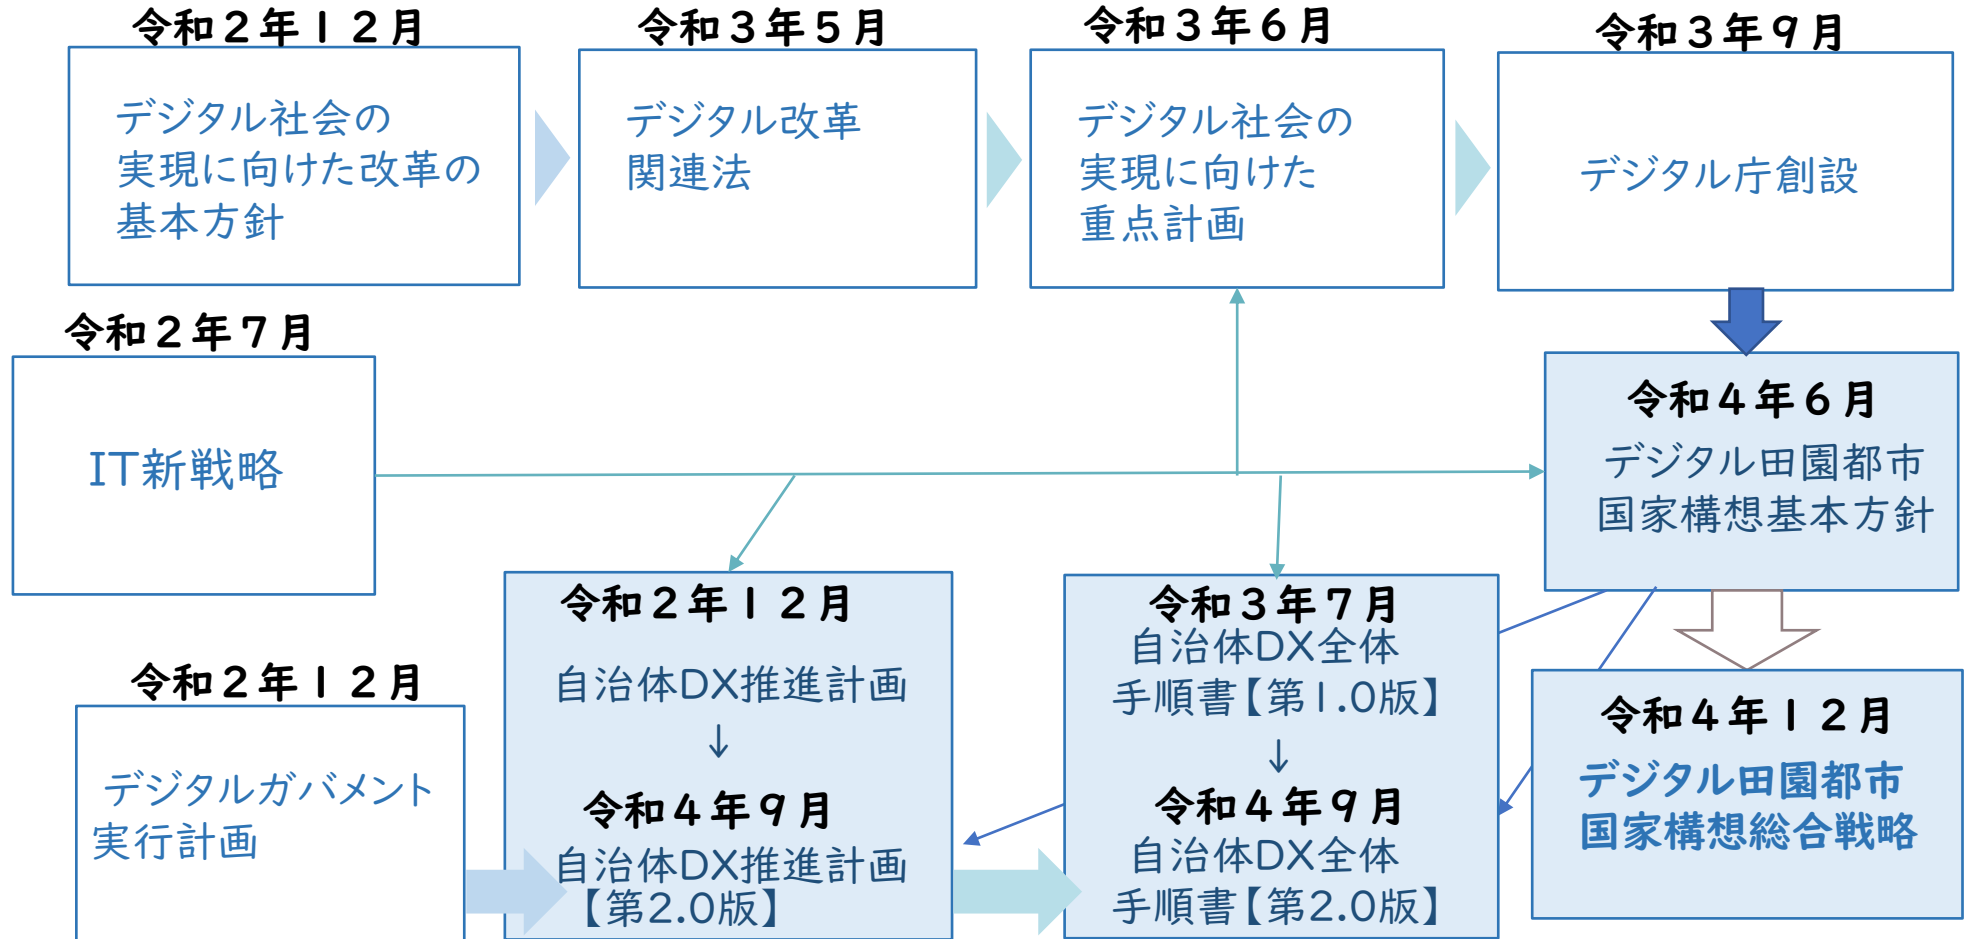 令和２年１２月
デジタル社会の
実現に向けた改革の
基本方針
令和３年５月
デジタル改革
関連法
令和３年６月
デジタル社会の
実現に向けた
重点計画
令和３年９月
デジタル庁創設
令和２年７月
IT新戦略
令和４年６月
デジタル田園都市
国家構想基本方針
令和２年１２月
デジタルガバメント
実行計画
令和２年１２月
自治体DX推進計画
↓
令和４年９月
自治体DX推進計画
【第2.0版】
令和３年７月
自治体DX全体
手順書【第1.0版】
↓
令和４年９月
自治体DX全体
手順書【第2.0版】
令和４年１２月
デジタル田園都市
国家構想総合戦略